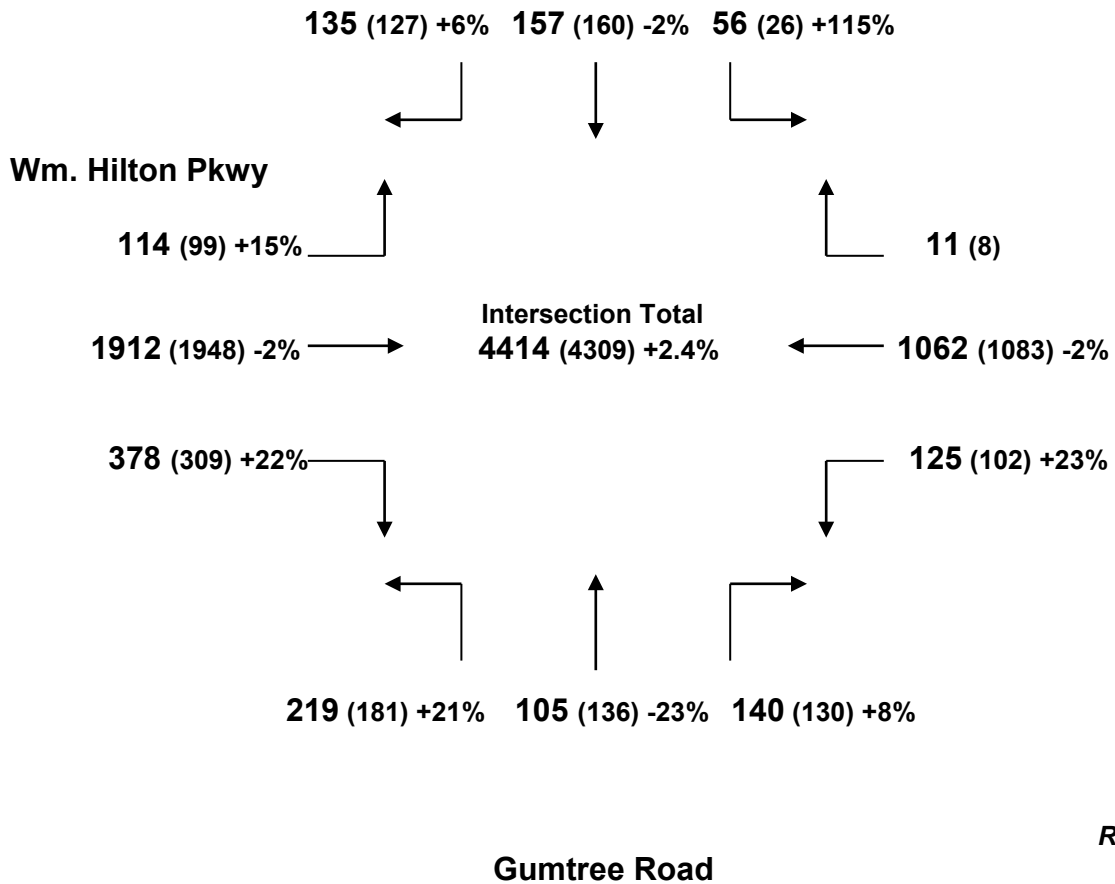 135 (127) +6% 157 (160) -2% 56 (26) +115%
Wm. Hilton Pkwy
114 (99) +15% 11 (8)
Intersection Total
1912 (1948) -2% 4414 (4309) +2.4% 1062 (1083) -2%
378 (309) +22% 125 (102) +23%
219 (181) +21% 105 (136) -23% 140 (130) +8%
R
Gumtree Road